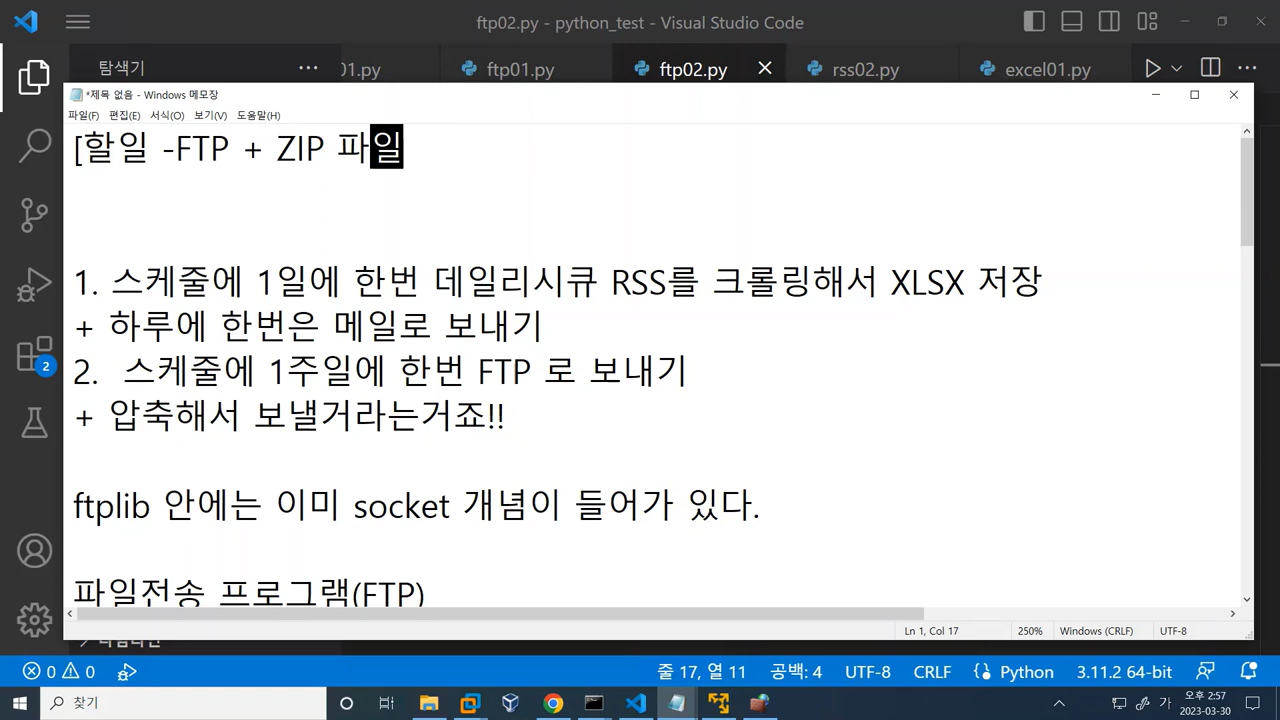 ftp02.py - python_test - Visual Studio Code
탐색기
01.py
ftp01.py
ftp02.py
rss02.py
excel01.py
*제목 없음 - Windows 메모장
파일(F) 편집(E) 서식(O) 보기(V) 도움말(H)
[할일 -FTP + ZIP 파일
1. 스케줄에 1일에 한번 데일리시큐 RSS를 크롤링해서 XLSX 저장
+ 하루에 한번은 메일로 보내기
2. 스케줄에 1주일에 한번 FTP 로 보내기
+ 압축해서 보낼거라는거죠!!
ftplib 안에는 이미 socket 개념이 들어가 있다.
파일전송 프로그램(FTP)
Ln 1, Col 17
250%
Windows (CRLF)
UTF-8
2
0 0
줄 17, 열 11
공백: 4
UTF-8
CRLF
Python
3.11.2 64-bit
찾기
가
오후 2:57
2023-03-30